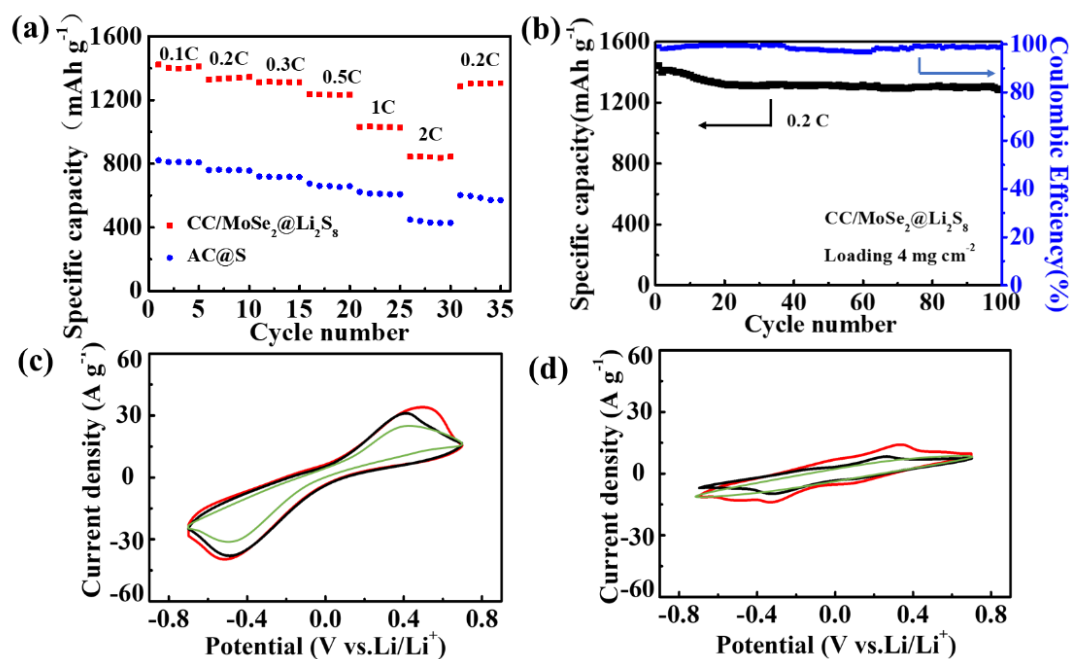 (a)
1600
1200
800
400
0
0.1C
0.2C
0.3C
0.5C
1C
2C
0.2C
CC/MoSe₂@Li₂S₈
AC@S
0 5 10 15 20 25 30 35
Cycle number
Specific capacity（mAh g⁻¹)
(b)
1600
1200
800
400
0
0.2 C
CC/MoSe₂@Li₂S₈
Loading 4 mg cm⁻²
0 20 40 60 80 100
Cycle number
Specific capacity(mAh g⁻¹)
100
80
60
40
20
0
Coulombic Effciency(%)
(c)
60
30
0
-30
-60
-0.8 -0.4 0.0 0.4 0.8
Potential (V vs.Li/Li⁺)
Current density (A g⁻¹)
(d)
60
30
0
-30
-60
-0.8 -0.4 0.0 0.4 0.8
Potential (V vs.Li/Li⁺)
Current density (A g⁻¹)